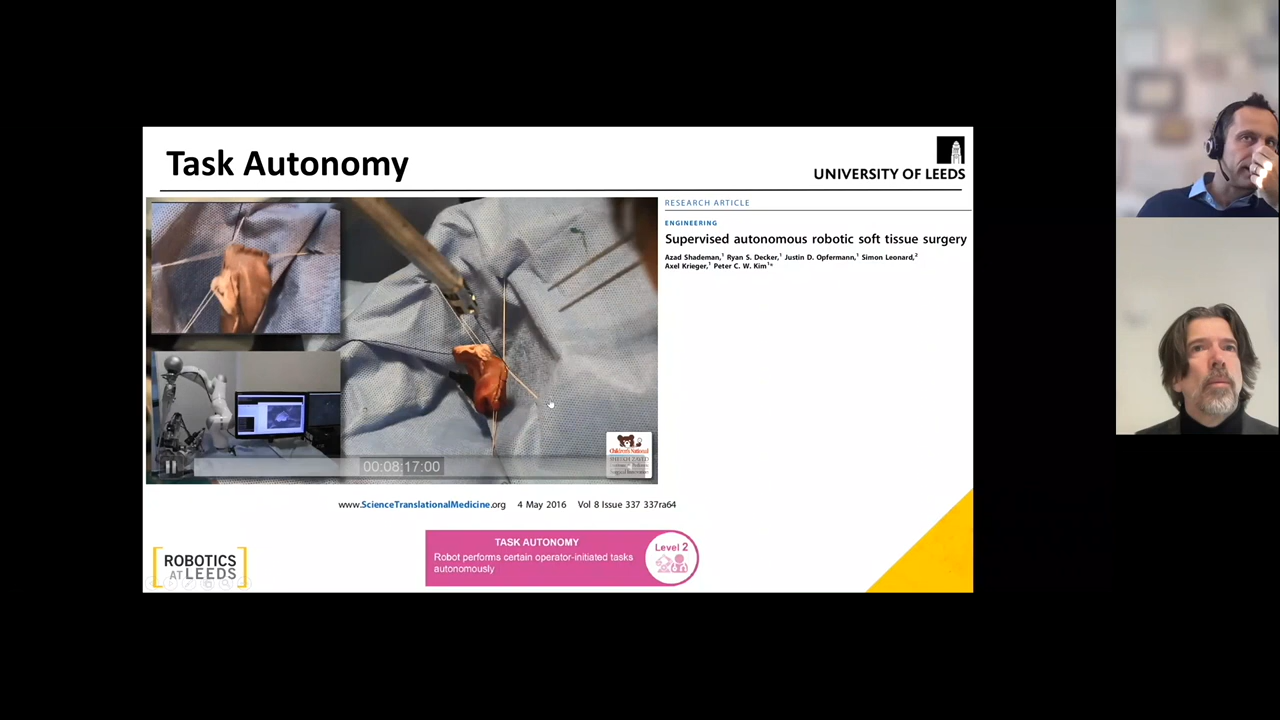 Task Autonomy
UNIVERSITY OF LEEDS
RESEARCH ARTICLE
ENGINEERING
Supervised autonomous robotic soft tissue surgery
Azad Shademan,¹ Ryan S. Decker,¹ Justin D. Opfermann,¹ Simon Leonard,²
Axel Krieger,¹ Peter C. W. Kim¹*
00:08:17:00
Children's National
www.ScienceTranslationalMedicine.org 4 May 2016 Vol 8 Issue 337 337ra64
TASK AUTONOMY
Robot performs certain operator-initiated tasks
autonomously
Level 2
ROBOTICS
AT LEEDS